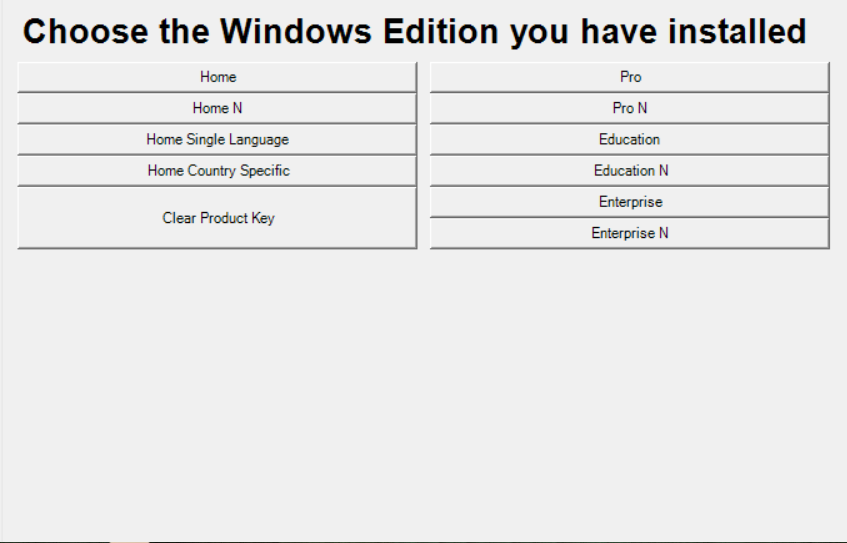 Choose the Windows Edition you have installed
Home
Pro
Home N
Pro N
Home Single Language
Education
Home Country Specific
Education N
Clear Product Key
Enterprise
Enterprise N